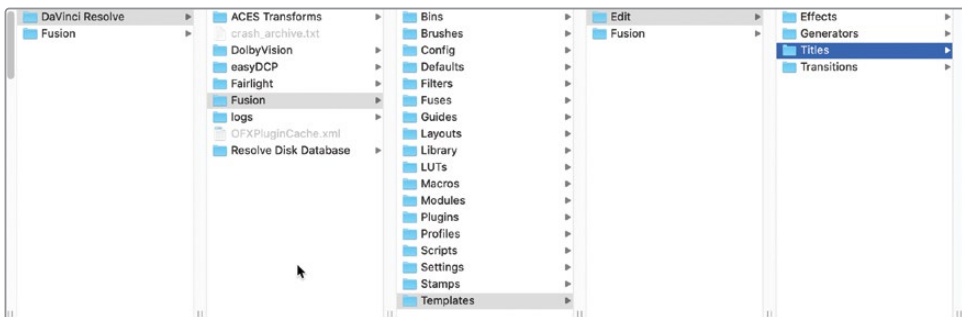 DaVinci Resolve
Fusion
ACES Transforms
crash_archive.txt
DolbyVision
easyDCP
Fairlight
Fusion
logs
OFXPluginCache.xml
Resolve Disk Database
Bins
Brushes
Config
Defaults
Filters
Fuses
Guides
Layouts
Library
LUTs
Macros
Modules
Plugins
Profiles
Scripts
Settings
Stamps
Templates
Edit
Fusion
Effects
Generators
Titles
Transitions